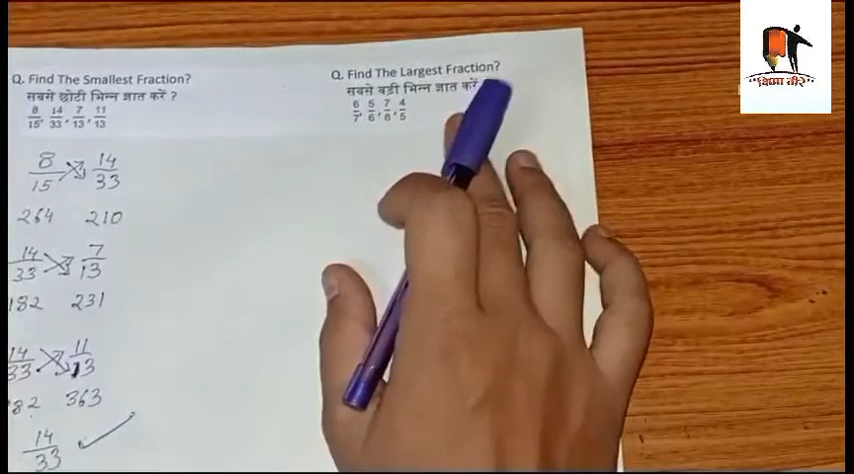 Q. Find The Smallest Fraction?
सबसे छोटी भिन्न ज्ञात करें ?
8/15, 14/33, 7/13, 11/13
8/15 14/33
264 210
14/33 7/13
182 231
14/33 11/13
182 363
14/33
Q. Find The Largest Fraction?
सबसे बड़ी भिन्न ज्ञात करें
6/7, 5/6, 7/8, 4/5